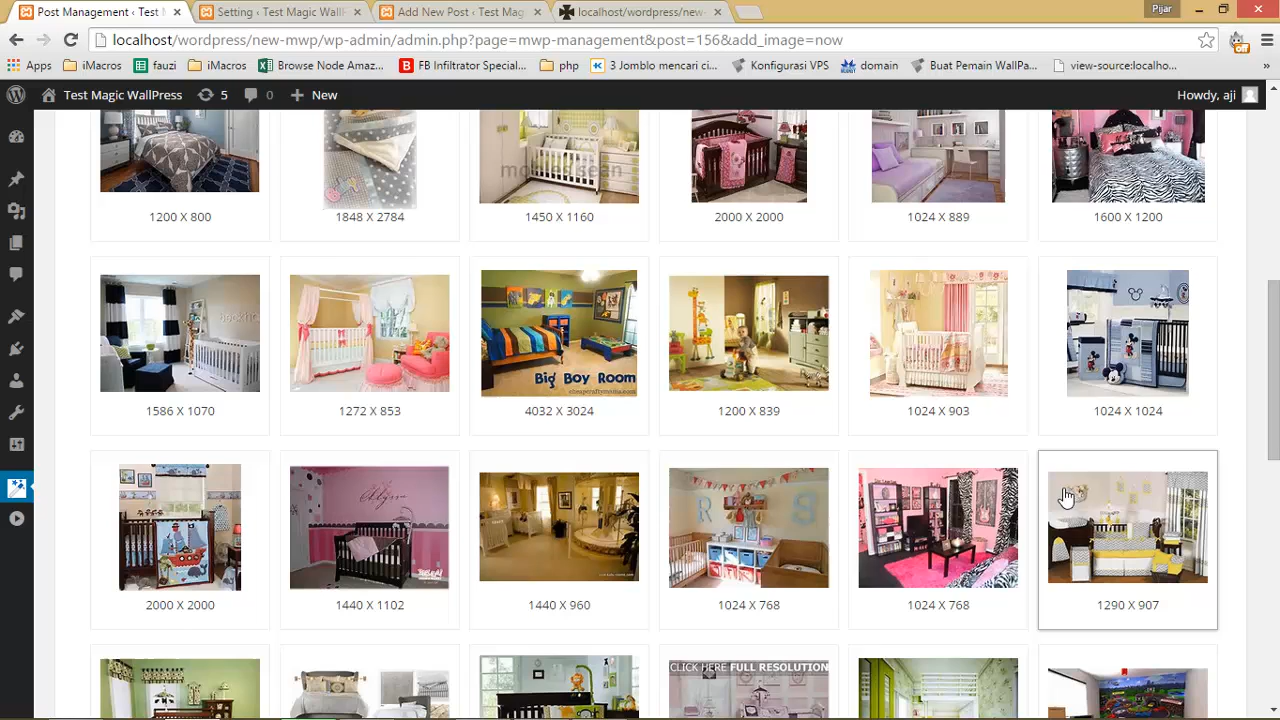 Post Management ‹ Test
Setting ‹ Test Magic WallP
Add New Post ‹ Test Mag
localhost/wordpress/new-
Pijar
localhost/wordpress/new-mwp/wp-admin/admin.php?page=mwp-management&post=156&add_image=now
off
Apps
iMacros
fauzi
iMacros
Browse Node Amaz...
FB Infiltrator Special...
php
3 Jomblo mencari ci...
Konfigurasi VPS
domain
Buat Pemain WallPa...
view-source:localho...
»
Test Magic WallPress
5
0
New
Howdy, aji
1200 X 800
1848 X 2784
1450 X 1160
2000 X 2000
1024 X 889
1600 X 1200
Big Boy Room
1586 X 1070
1272 X 853
4032 X 3024
1200 X 839
1024 X 903
1024 X 1024
R
S
2000 X 2000
1440 X 1102
1440 X 960
1024 X 768
1024 X 768
1290 X 907
CLICK HERE FULL RESOLUTION